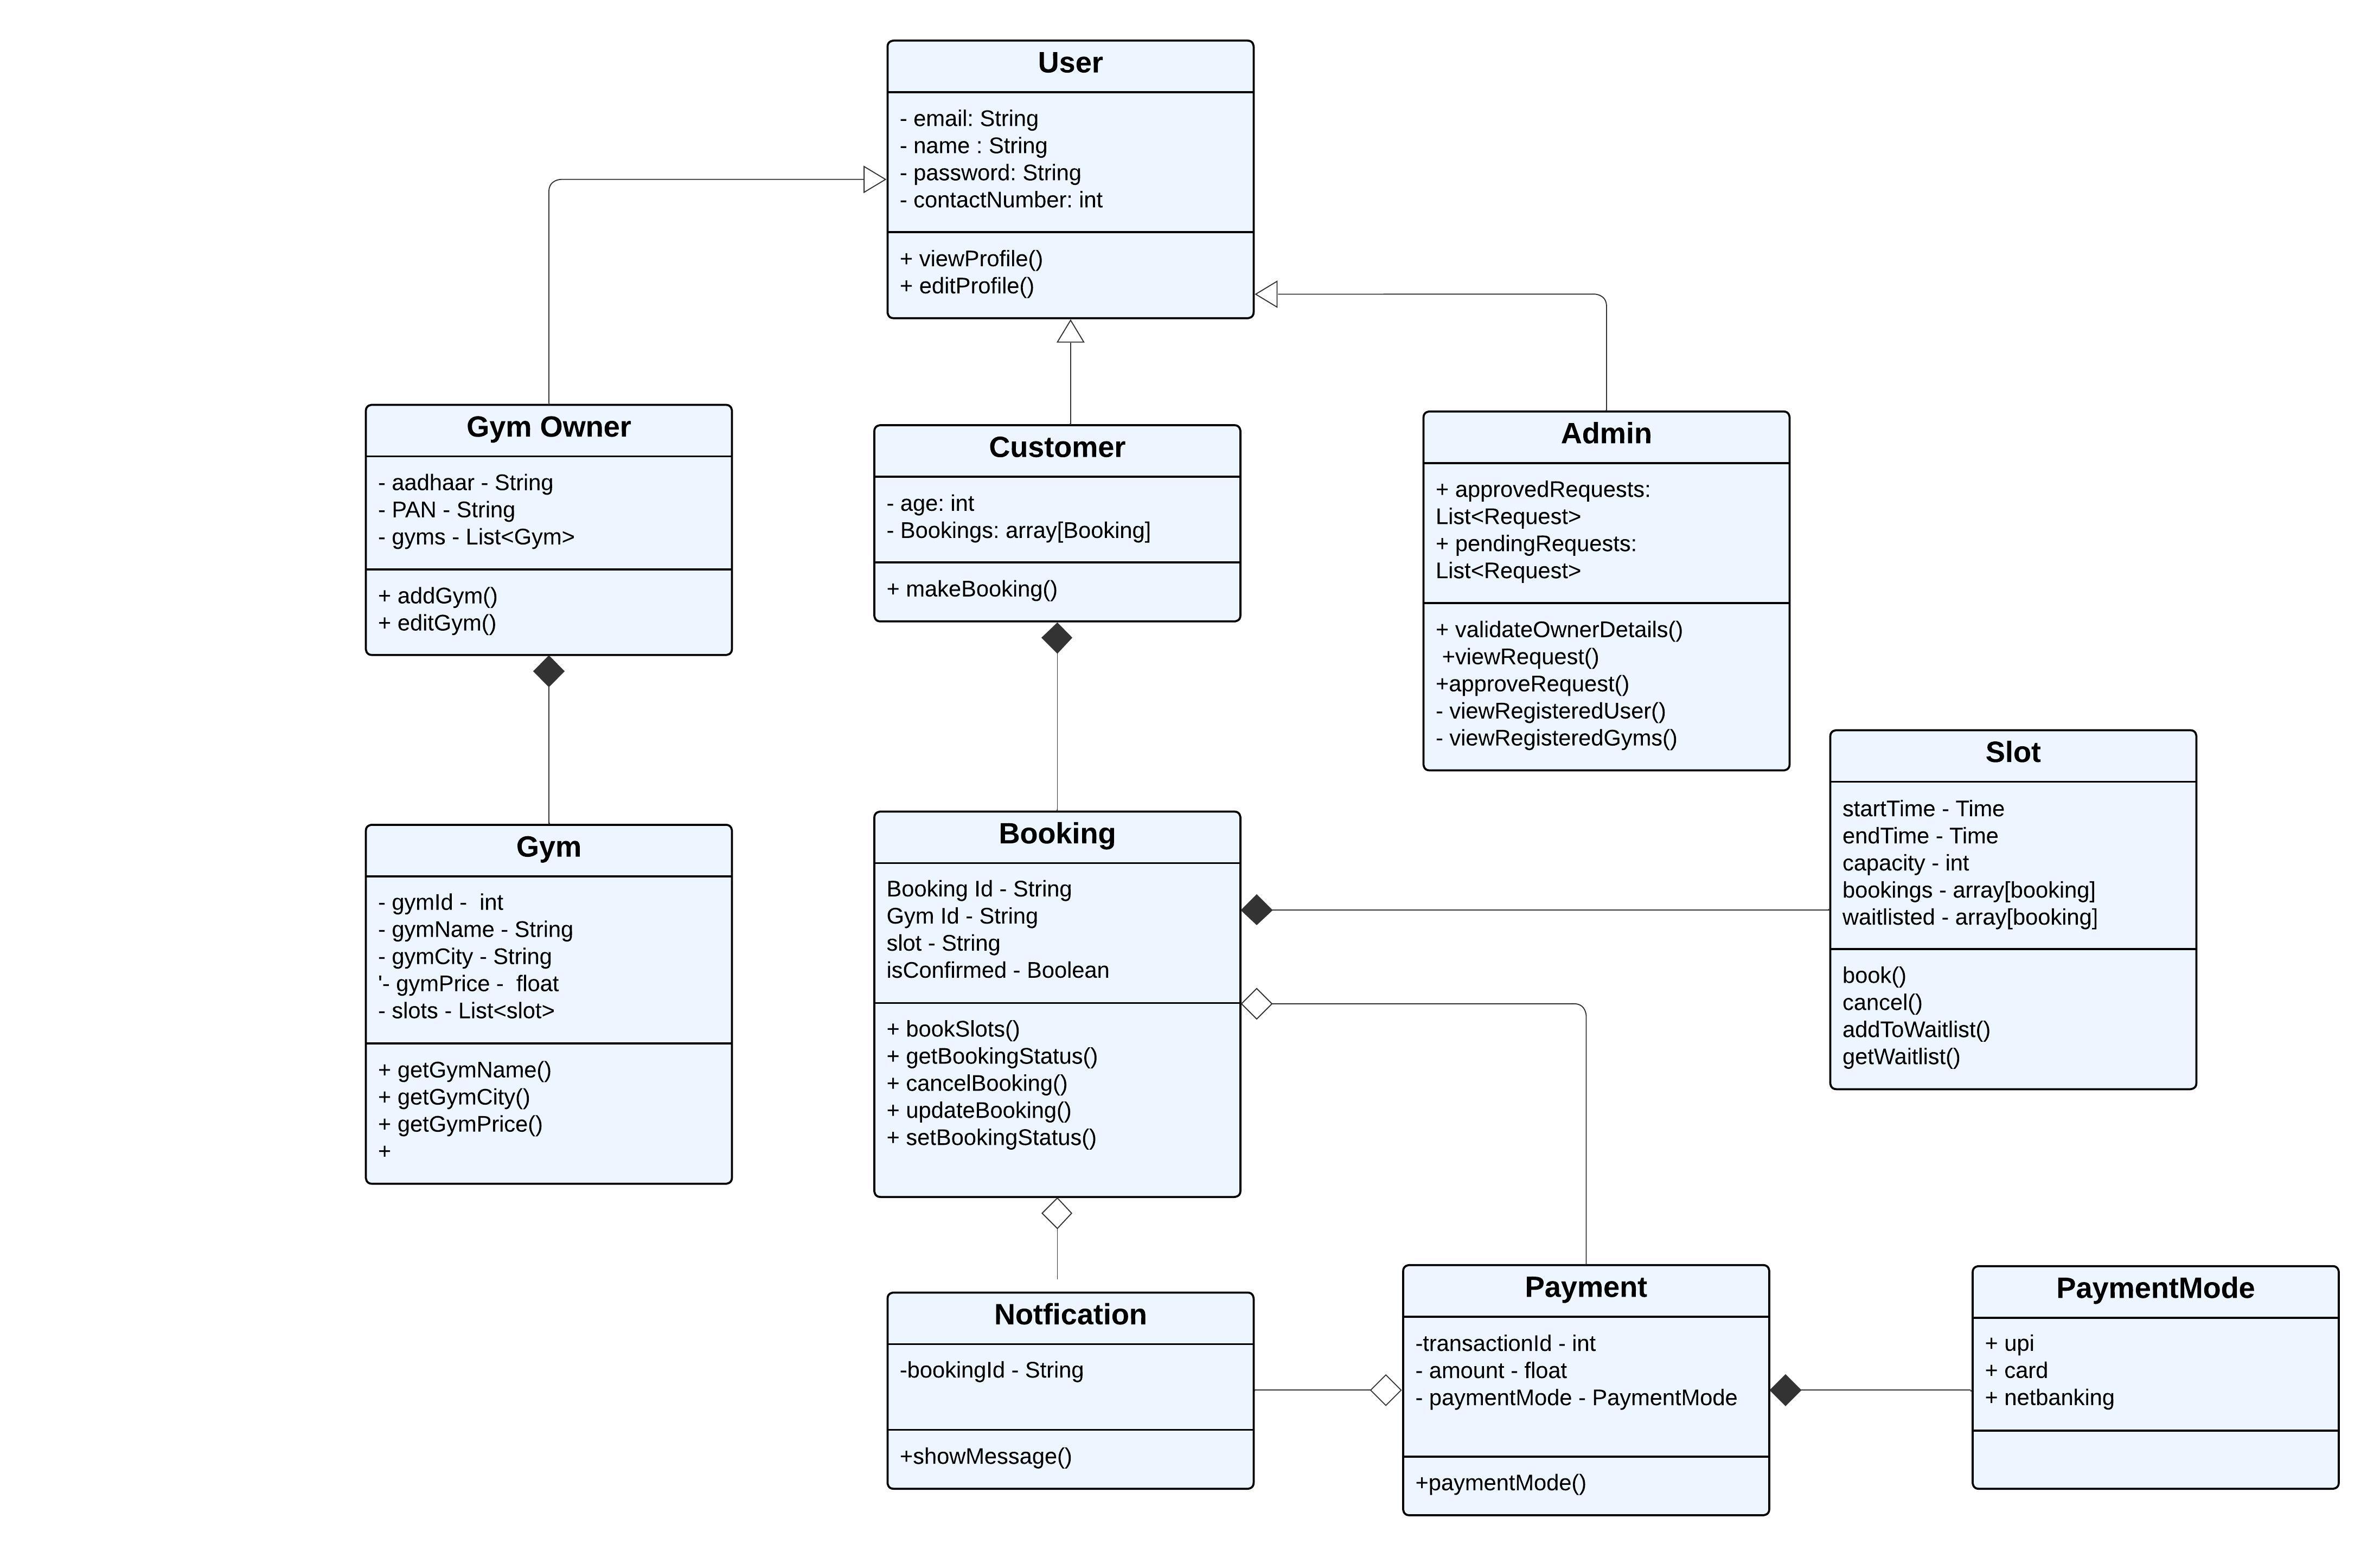 User
- email: String
- name : String
- password: String
- contactNumber: int
+ viewProfile()
+ editProfile()
Gym Owner
- aadhaar - String
- PAN - String
- gyms - List<Gym>
+ addGym()
+ editGym()
Customer
- age: int
- Bookings: array[Booking]
+ makeBooking()
Admin
+ approvedRequests:
List<Request>
+ pendingRequests:
List<Request>
+ validateOwnerDetails()
+viewRequest()
+approveRequest()
- viewRegisteredUser()
- viewRegisteredGyms()
Slot
startTime - Time
endTime - Time
capacity - int
bookings - array[booking]
waitlisted - array[booking]
book()
cancel()
addToWaitlist()
getWaitlist()
Gym
- gymId -  int
- gymName - String
- gymCity - String
'- gymPrice -  float
- slots - List<slot>
+ getGymName()
+ getGymCity()
+ getGymPrice()
+
Booking
Booking Id - String
Gym Id - String
slot - String
isConfirmed - Boolean
+ bookSlots()
+ getBookingStatus()
+ cancelBooking()
+ updateBooking()
+ setBookingStatus()
Notfication
-bookingId - String
+showMessage()
Payment
-transactionId - int
- amount - float
- paymentMode - PaymentMode
+paymentMode()
PaymentMode
+ upi
+ card
+ netbanking